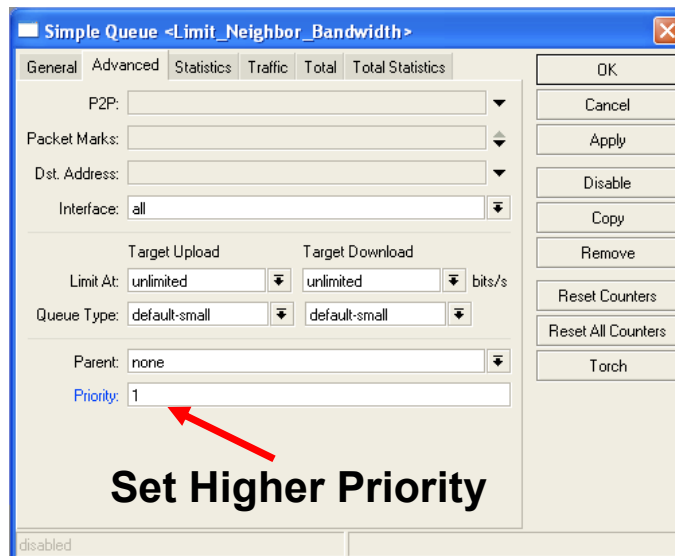 Simple Queue <Limit_Neighbor_Bandwidth>
General Advanced Statistics Traffic Total Total Statistics
OK
P2P:
Cancel
Packet Marks:
Apply
Dst. Address:
Disable
Interface: all
Copy
Target Upload Target Download
Remove
Limit At: unlimited unlimited bits/s
Reset Counters
Queue Type: default-small default-small
Reset All Counters
Parent: none
Torch
Priority: 1
Set Higher Priority
disabled